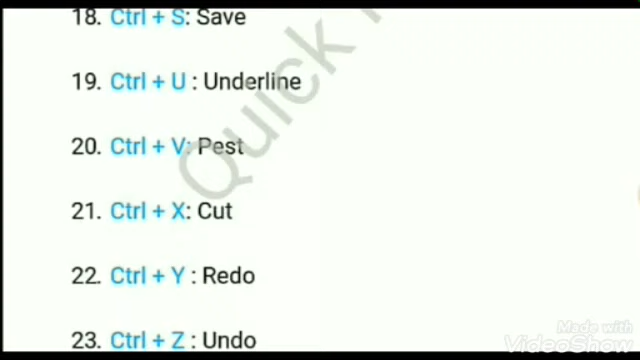 18. Ctrl + S: Save
19. Ctrl + U : Underline
20. Ctrl + V: Pest
21. Ctrl + X: Cut
22. Ctrl + Y : Redo
23. Ctrl + Z : Undo
Quick
Made with
VideoShow